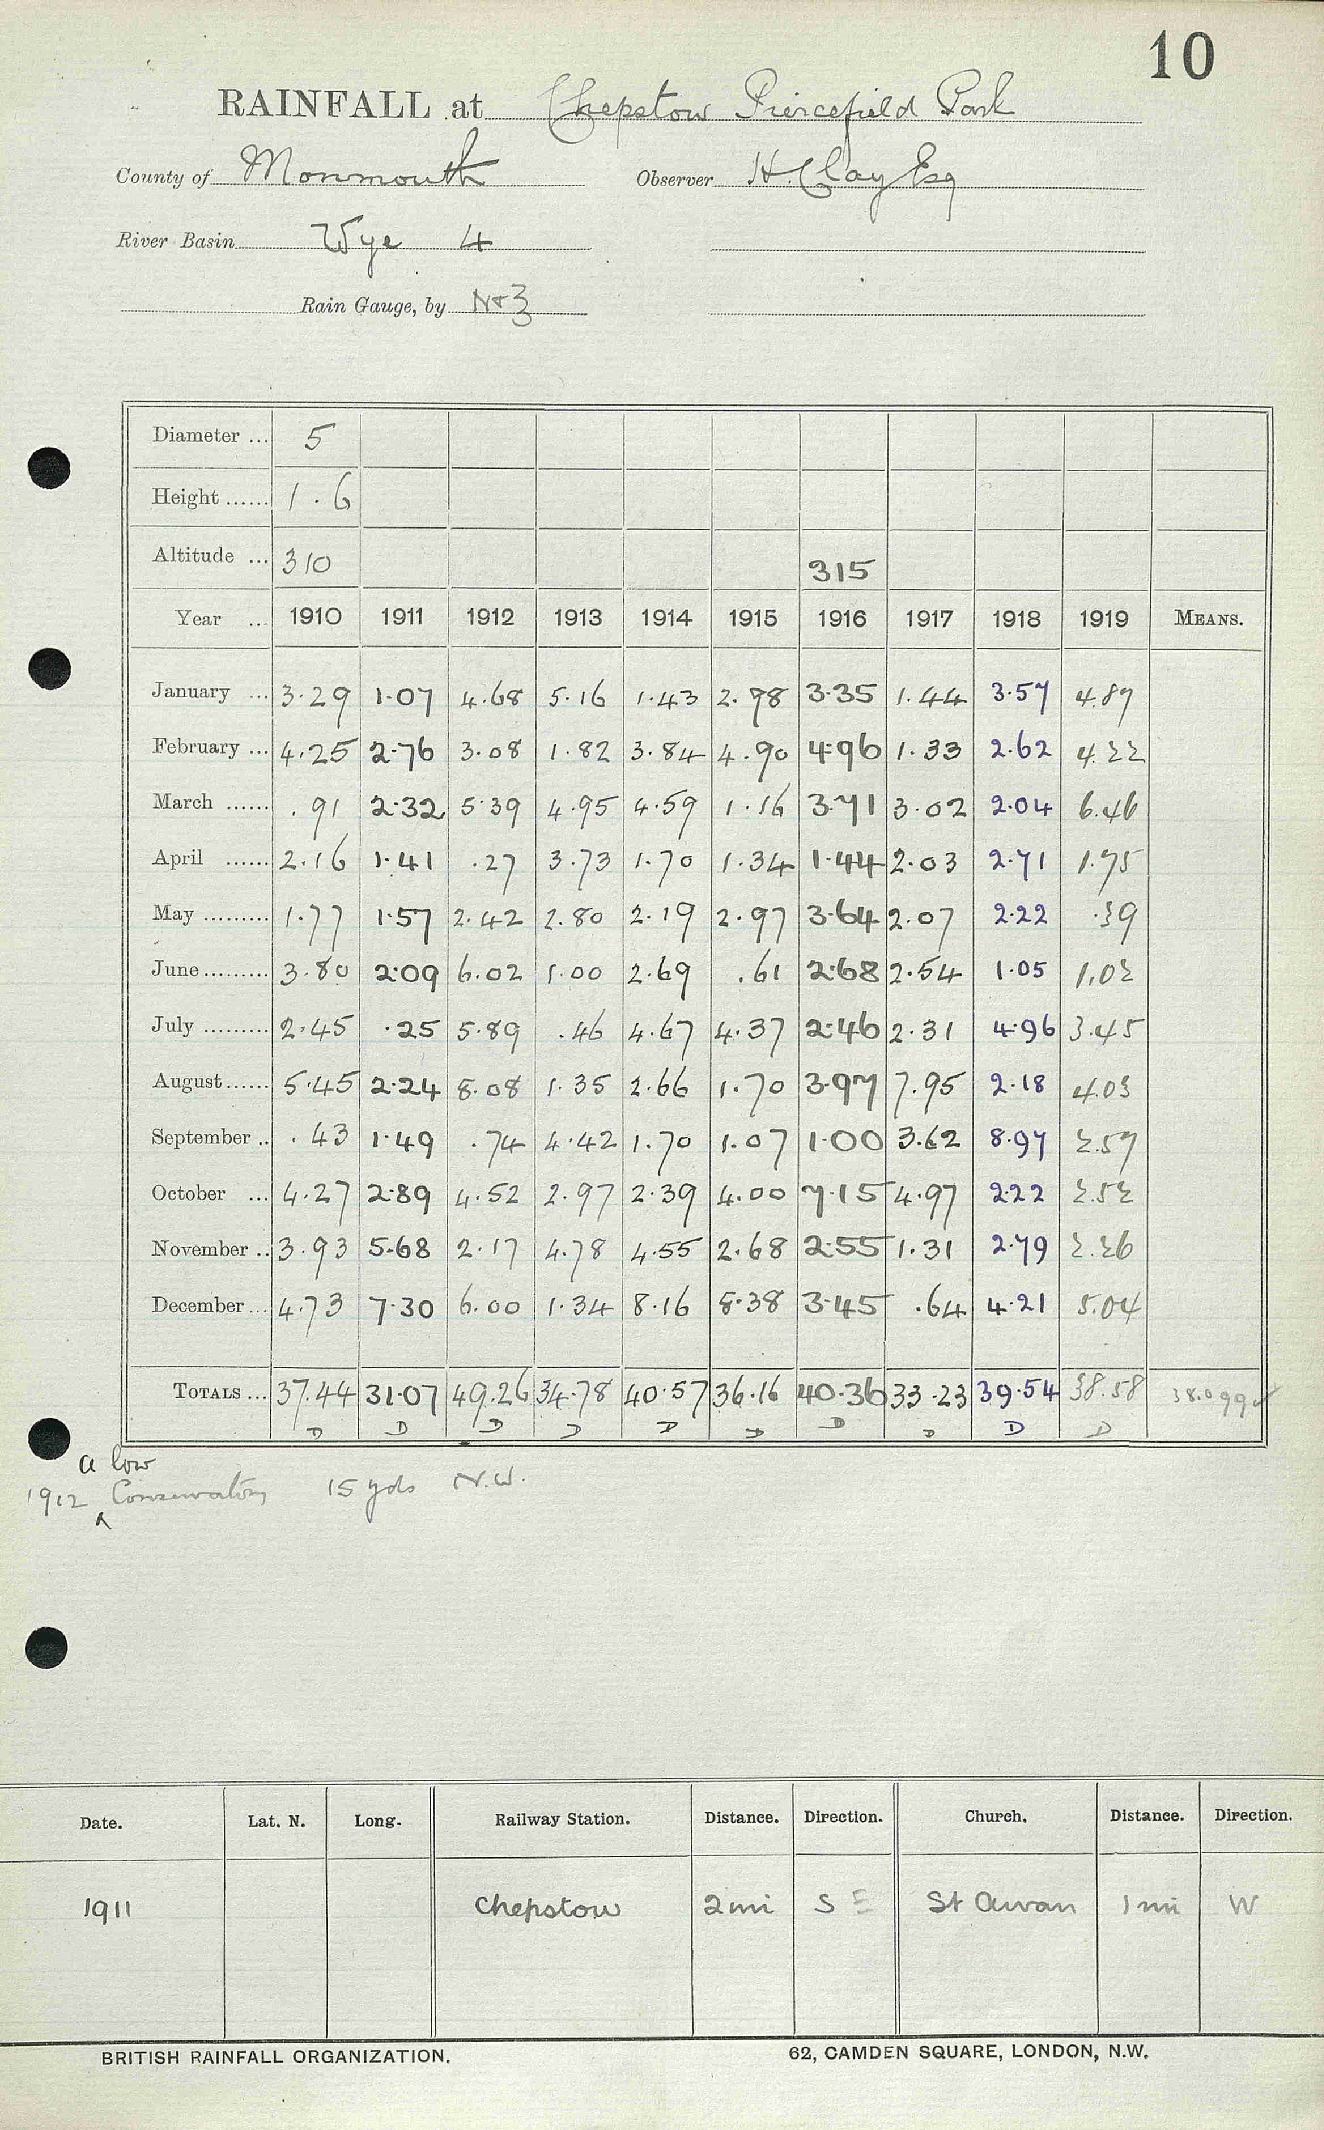 10
RAINFALL at Chepstow Piercefield Park
County of Monmouth Observer H. Clay Esq
River Basin Wye 4
Rain Gauge, by N & Z
Diameter ... 5
Height ...... 1.6
Altitude ... 310 315
Year ... 1910 1911 1912 1913 1914 1915 1916 1917 1918 1919 MEANS.
January ... 3.29 1.07 4.68 5.16 1.43 2.98 3.35 1.44 3.57 4.87
February ... 4.25 2.76 3.08 1.82 3.84 4.90 4.96 1.33 2.62 4.22
March ...... .91 2.32 5.39 4.95 4.59 1.16 3.71 3.02 2.04 6.46
April ...... 2.16 1.41 .27 3.73 1.70 1.34 1.44 2.03 2.71 1.75
May ......... 1.77 1.57 2.42 2.80 2.19 2.97 3.64 2.07 2.22 .39
June ......... 3.80 2.09 6.02 1.00 2.69 .61 2.68 2.54 1.05 1.02
July ......... 2.45 .25 5.89 .46 4.67 4.37 2.46 2.31 4.96 3.45
August ...... 5.45 2.24 8.08 1.35 2.66 1.70 3.97 7.95 2.18 4.03
September .. .43 1.49 .74 4.42 1.70 1.07 1.00 3.62 8.97 2.57
October ... 4.27 2.89 4.52 2.97 2.39 4.00 7.15 4.97 2.22 2.52
November .. 3.93 5.68 2.17 4.78 4.55 2.68 2.55 1.31 2.79 2.26
December ... 4.73 7.30 6.00 1.34 8.16 8.38 3.45 .64 4.21 5.04
TOTALS ... 37.44 31.07 49.26 34.78 40.57 36.16 40.36 33.23 39.54 38.58
D D D D D D D D D D
a low
1912 ^ Conservatory 15 yds N.W.
Date. Lat. N. Long. Railway Station. Distance. Direction. Church. Distance. Direction.
1911 Chepstow 2 mi S E St Arvan 1 mi W
BRITISH RAINFALL ORGANIZATION. 62, CAMDEN SQUARE, LONDON, N.W.